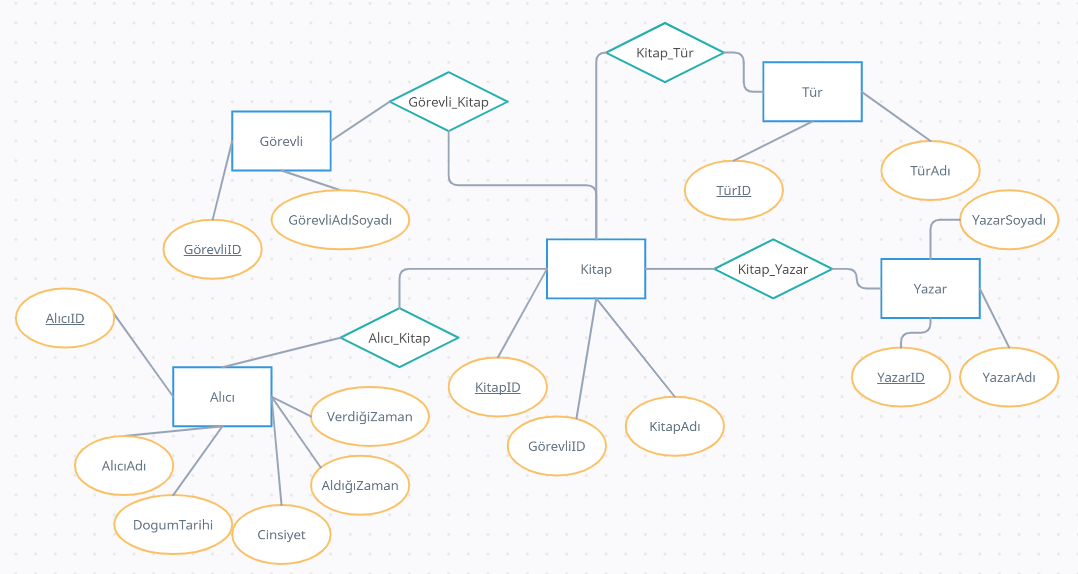 Kitap_Tür
Tür
Görevli_Kitap
Görevli
TürAdı
TürID
GörevliAdıSoyadı
YazarSoyadı
GörevliID
Kitap
Kitap_Yazar
Yazar
AlıcıID
Alıcı_Kitap
KitapID
YazarID
YazarAdı
Alıcı
VerdiğiZaman
KitapAdı
GörevliID
AlıcıAdı
AldığıZaman
DogumTarihi
Cinsiyet